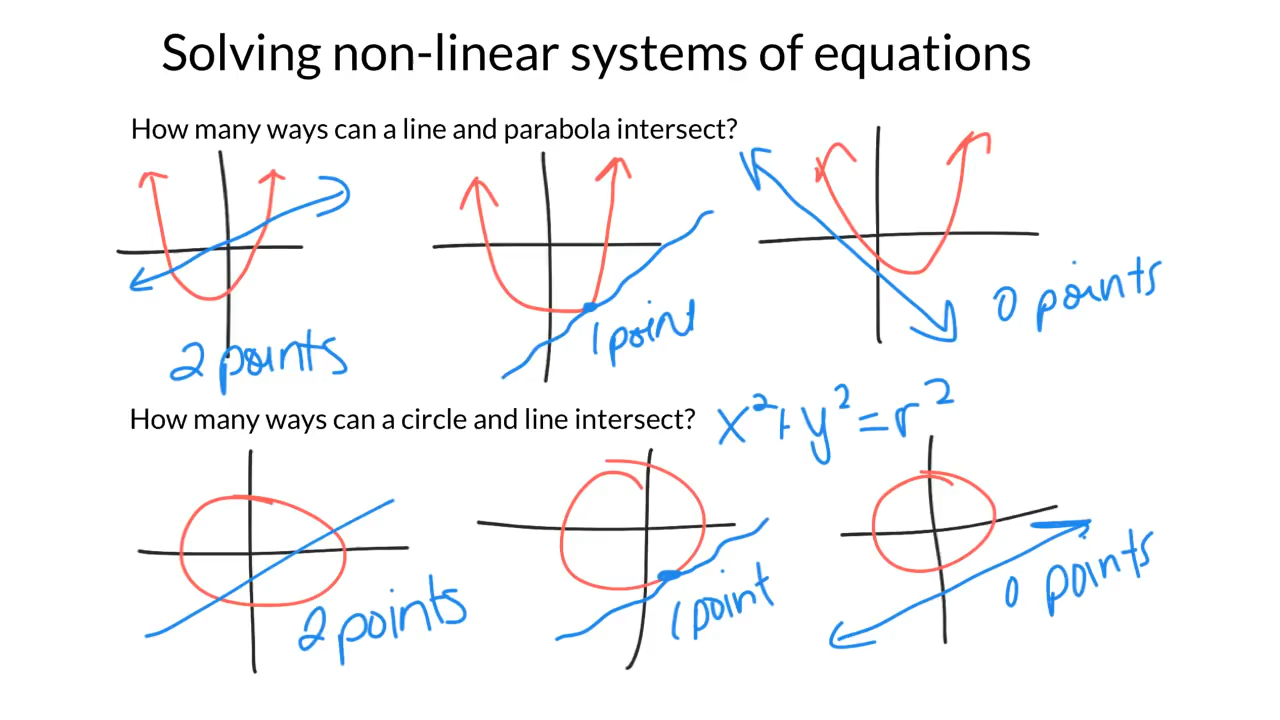 Solving non-linear systems of equations
How many ways can a line and parabola intersect?
2 points
1 point
0 points
How many ways can a circle and line intersect?
x²+y²=r²
2 points
1 point
0 points